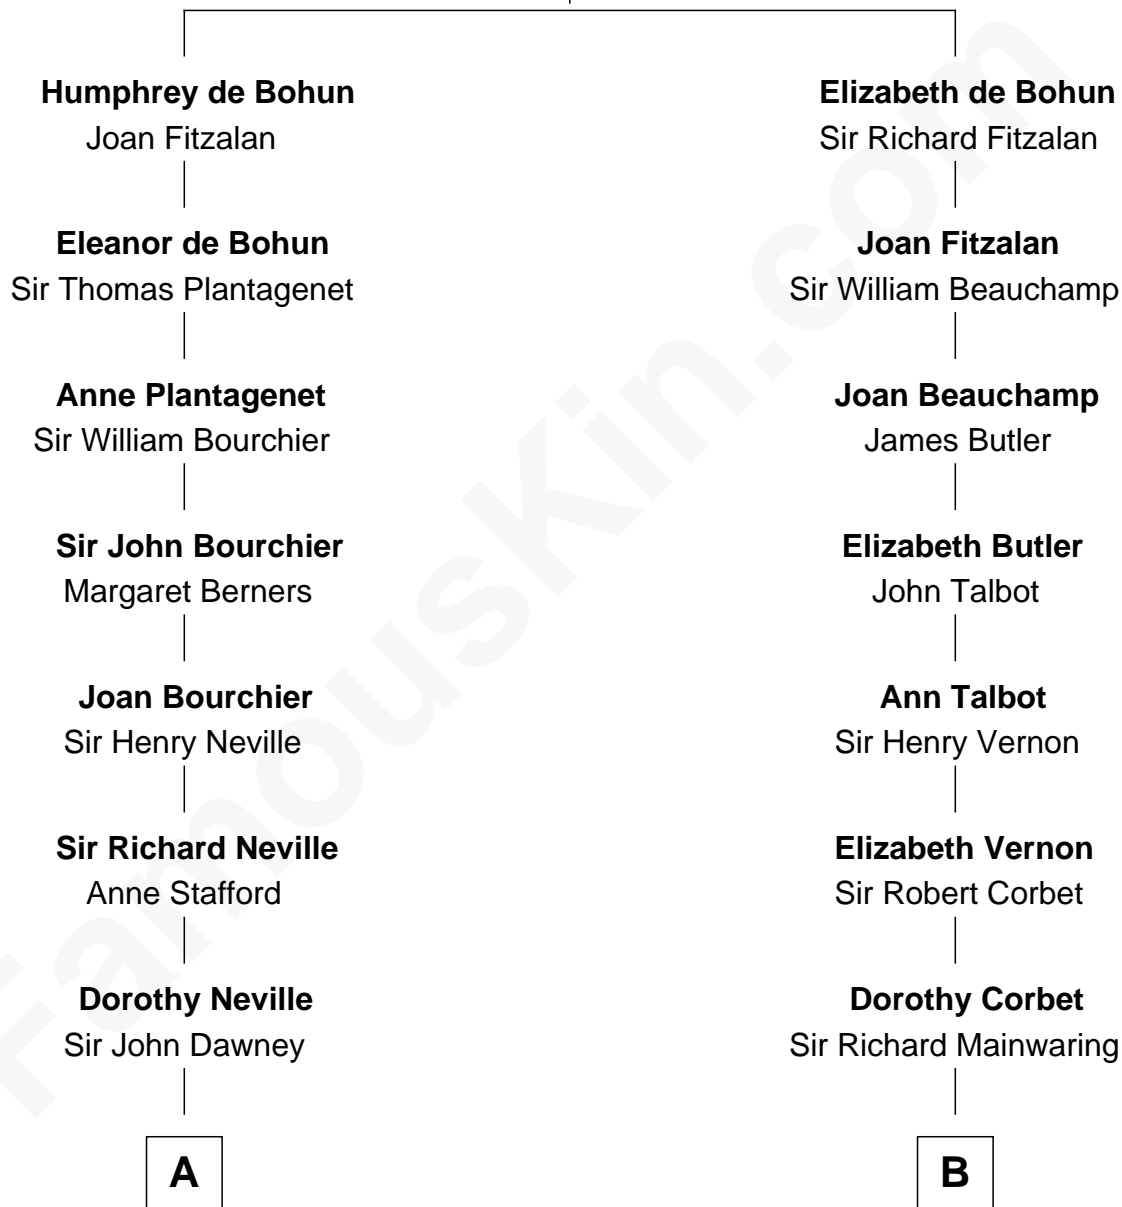 Humphrey de Bohun
Joan Fitzalan
Eleanor de Bohun
Sir Thomas Plantagenet
Anne Plantagenet
Sir William Bourchier
Sir John Bourchier
Margaret Berners
Joan Bourchier
Sir Henry Neville
Sir Richard Neville
Anne Stafford
Dorothy Neville
Sir John Dawney
A
Elizabeth de Bohun
Sir Richard Fitzalan
Joan Fitzalan
Sir William Beauchamp
Joan Beauchamp
James Butler
Elizabeth Butler
John Talbot
Ann Talbot
Sir Henry Vernon
Elizabeth Vernon
Sir Robert Corbet
Dorothy Corbet
Sir Richard Mainwaring
B
FamousKin.com